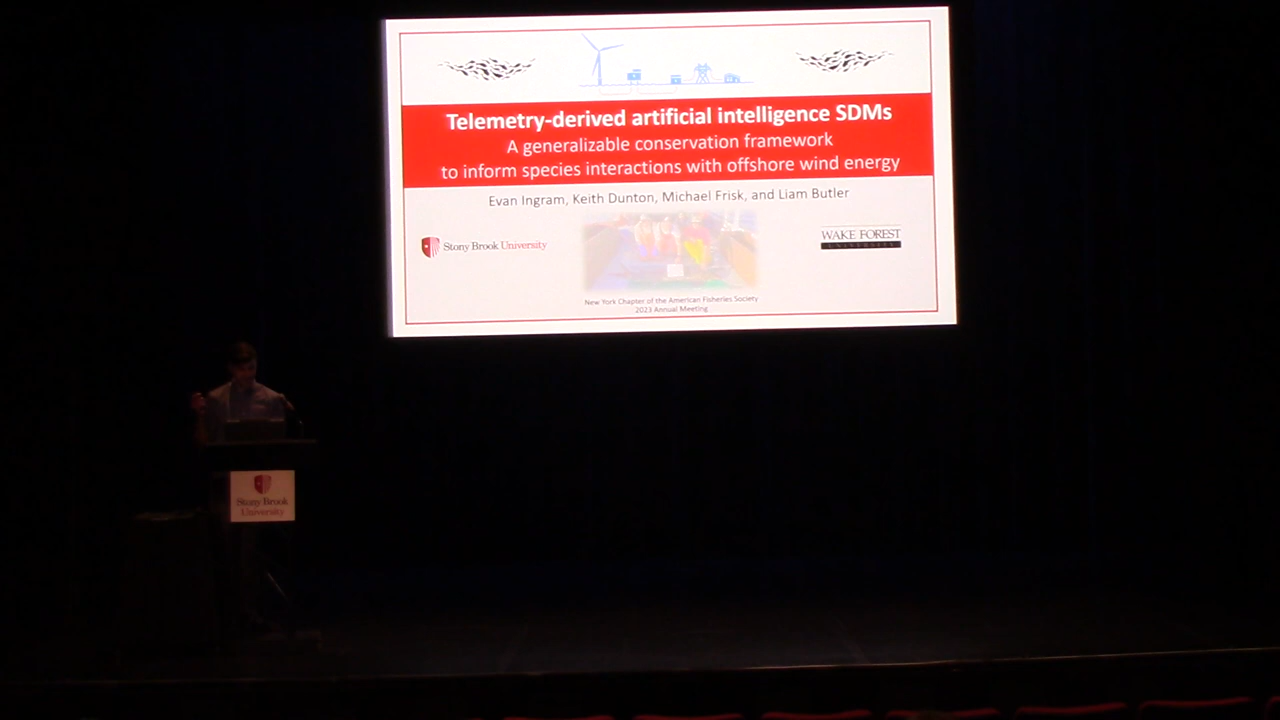 Telemetry-derived artificial intelligence SDMs
A generalizable conservation framework
to inform species interactions with offshore wind energy
Evan Ingram, Keith Dunton, Michael Frisk, and Liam Butler
Stony Brook University
WAKE FOREST
UNIVERSITY
New York Chapter of the American Fisheries Society
2023 Annual Meeting
Stony Brook
University